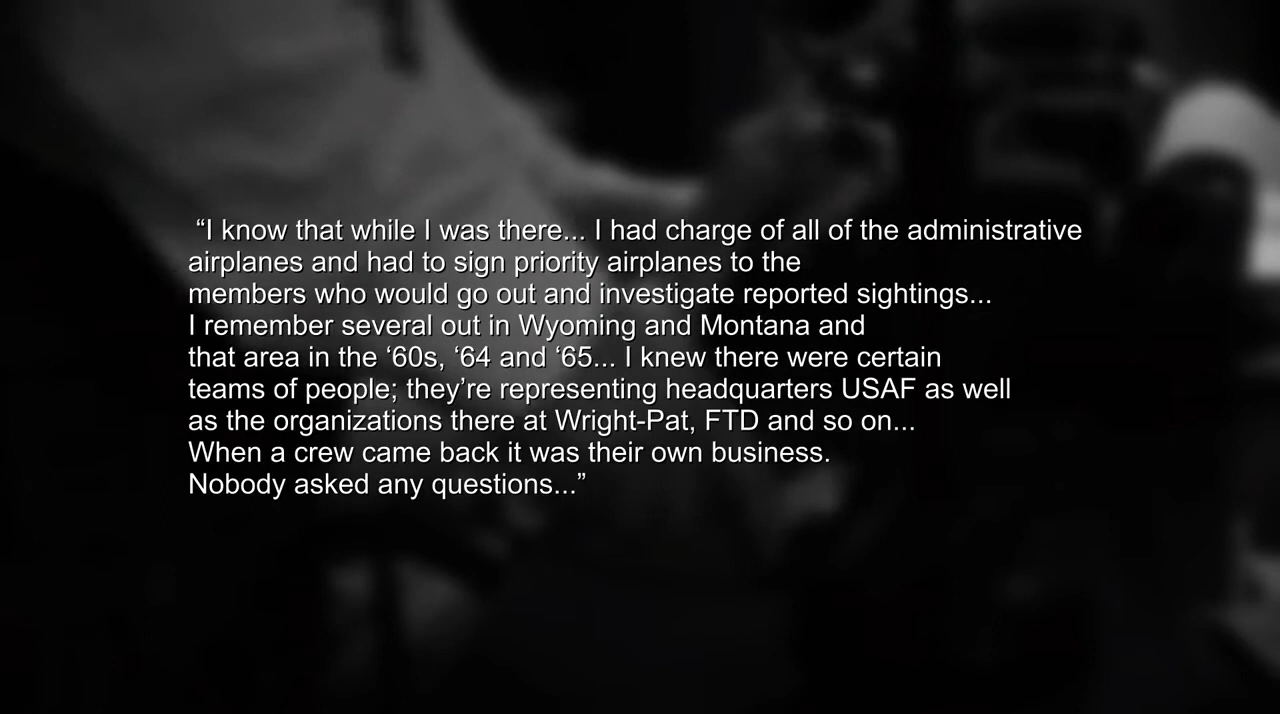 “I know that while I was there... I had charge of all of the administrative
airplanes and had to sign priority airplanes to the
members who would go out and investigate reported sightings...
I remember several out in Wyoming and Montana and
that area in the ‘60s, ‘64 and ‘65... I knew there were certain
teams of people; they’re representing headquarters USAF as well
as the organizations there at Wright-Pat, FTD and so on...
When a crew came back it was their own business.
Nobody asked any questions...”